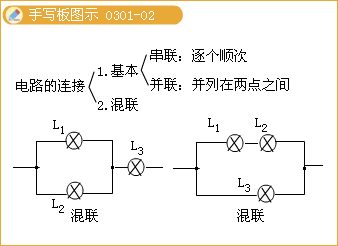 手写板图示 0301-02
串联：逐个顺次
1.基本
并联：并列在两点之间
电路的连接
2.混联
L1
L3
L2
混联
L1 L2
L3
混联